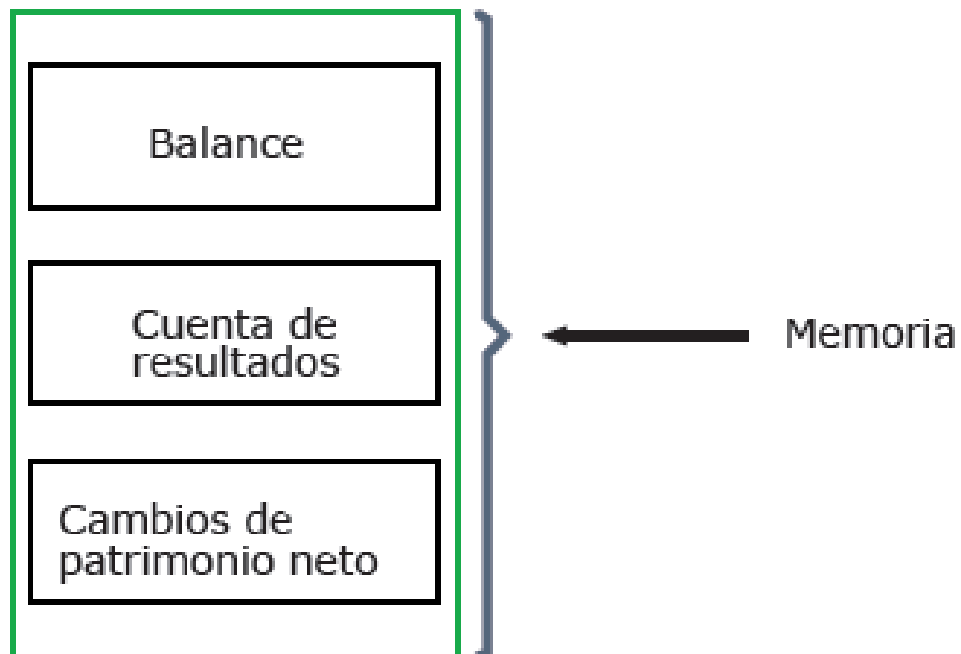 Balance
Cuenta de
resultados
Cambios de
patrimonio neto
Memoria